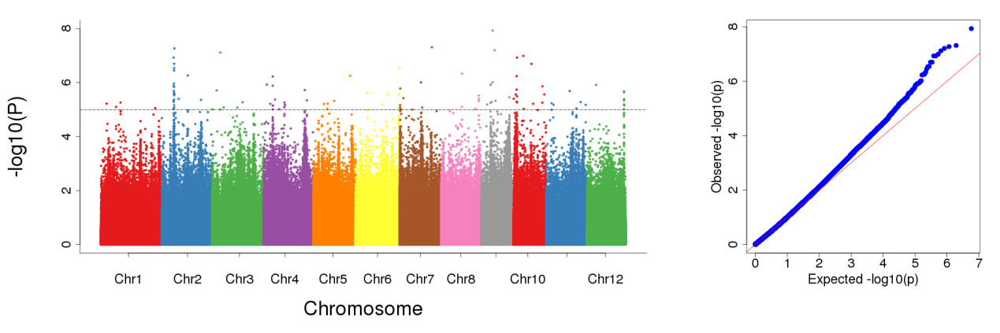 -log10(P)
8
6
4
2
0
Chr1 Chr2 Chr3 Chr4 Chr5 Chr6 Chr7 Chr8 Chr10 Chr12
Chromosome
Observed -log10(p)
8
6
4
2
0
0 1 2 3 4 5 6 7
Expected -log10(p)